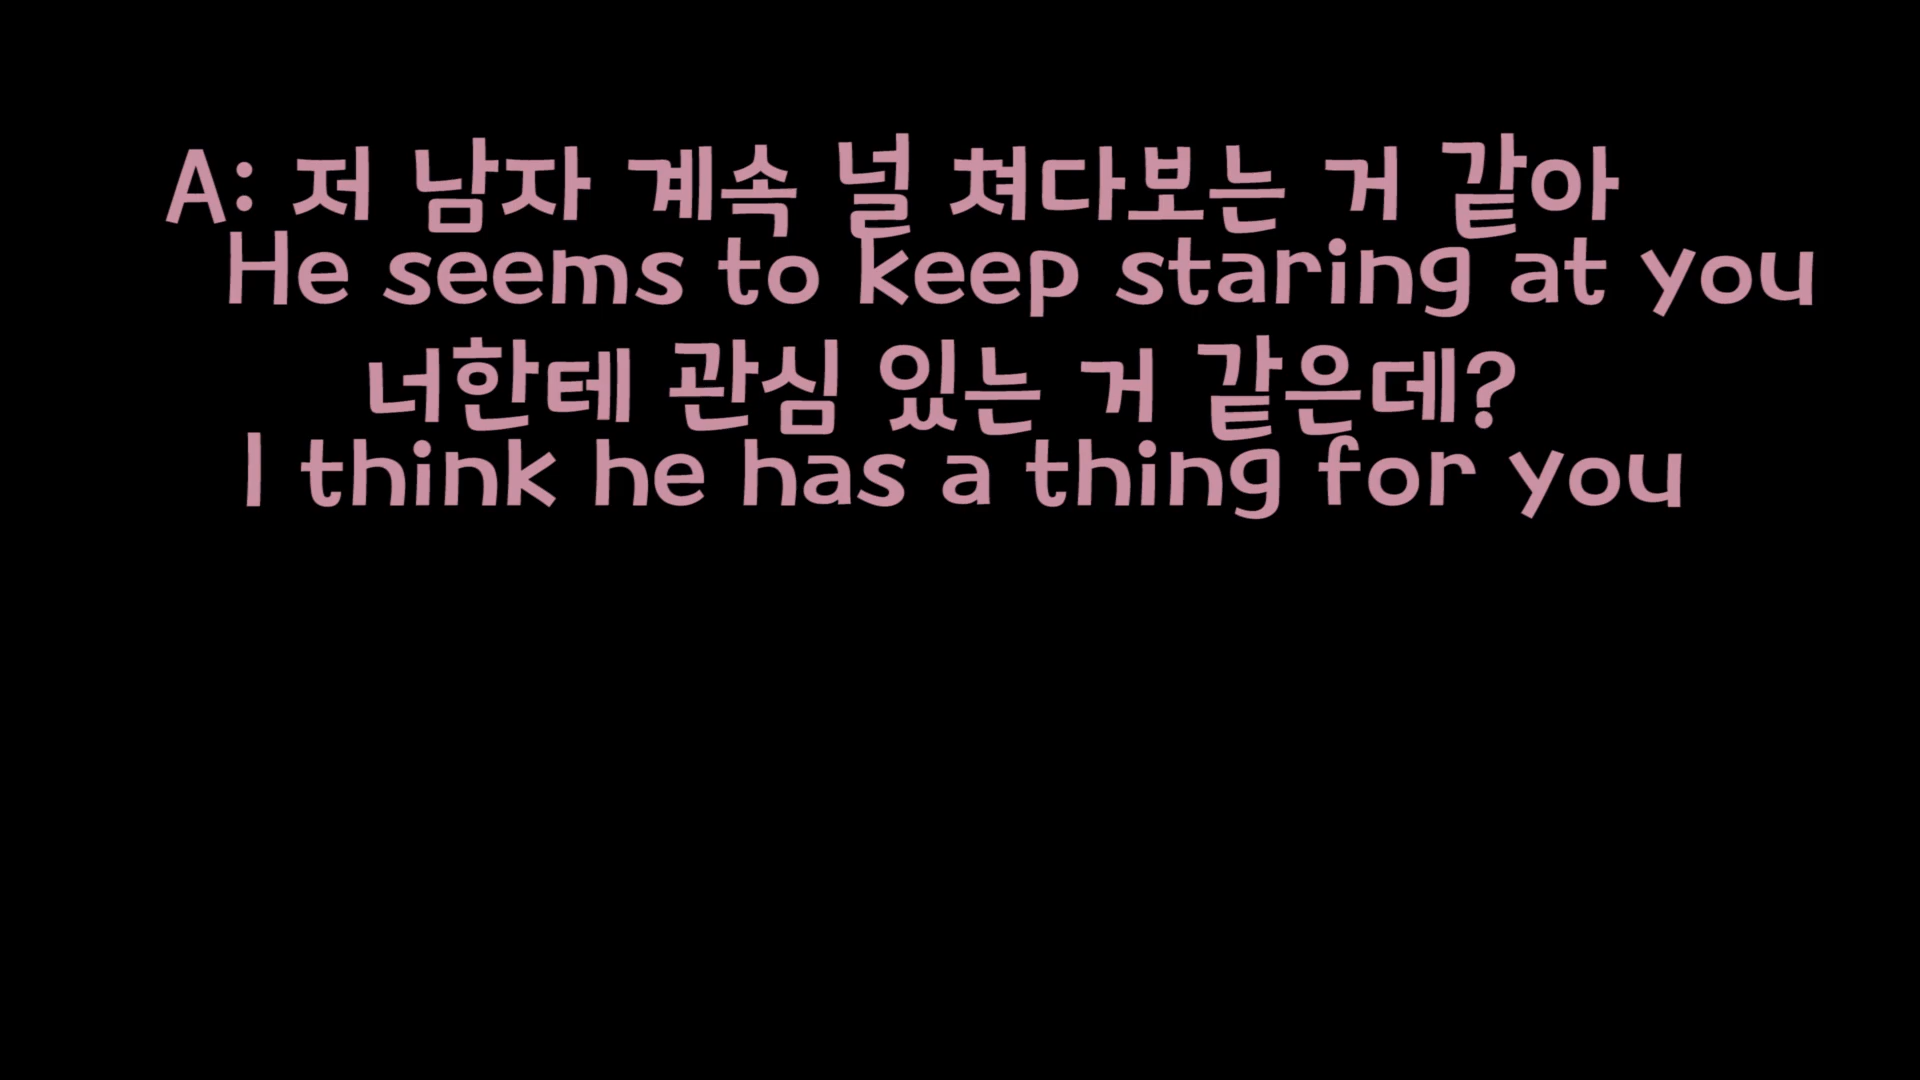 A: 저 남자 계속 널 쳐다보는 거 같아
He seems to keep staring at you
너한테 관심 있는 거 같은데?
I think he has a thing for you